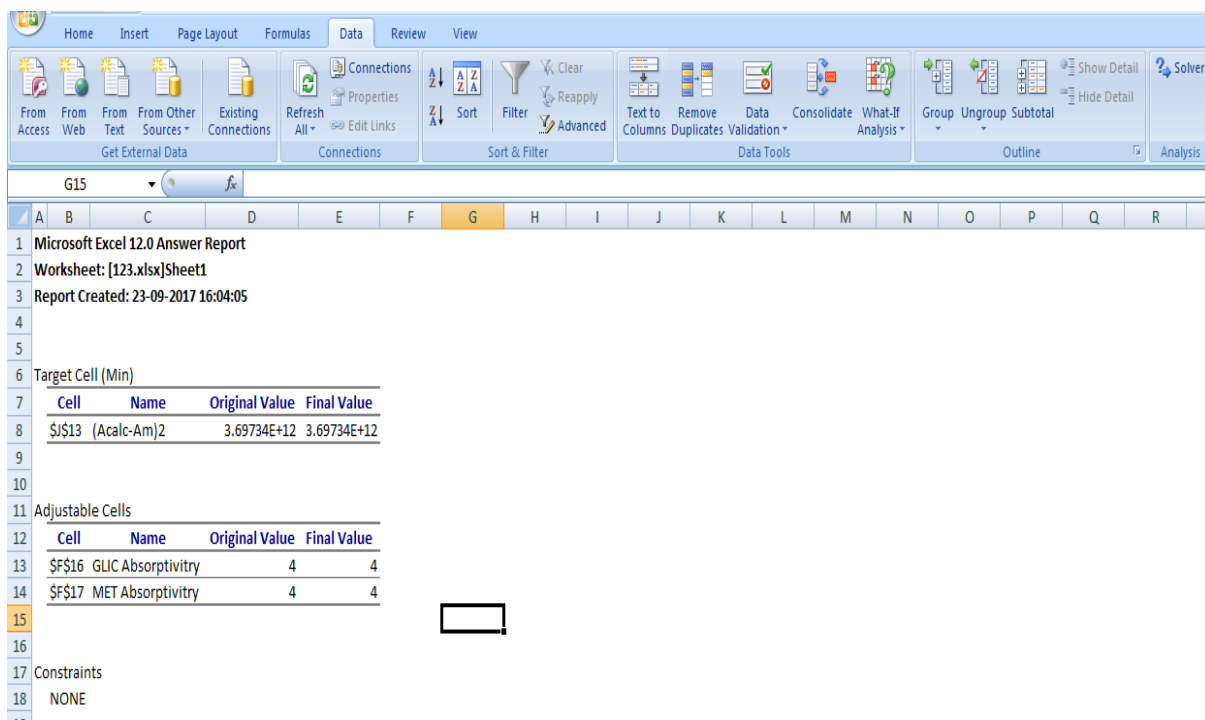 Home Insert Page Layout Formulas Data Review View
From Access From Web From Text From Other Sources Existing Connections
Get External Data
Refresh All Connections Properties Edit Links
Connections
Sort Filter Clear Reapply Advanced
Sort & Filter
Text to Columns Remove Duplicates Data Validation Consolidate What-If Analysis
Data Tools
Group Ungroup Subtotal Show Detail Hide Detail
Outline
Solver
Analysis
G15 fx
A B C D E F G H I J K L M N O P Q R
1 Microsoft Excel 12.0 Answer Report
2 Worksheet: [123.xlsx]Sheet1
3 Report Created: 23-09-2017 16:04:05
4
5
6 Target Cell (Min)
7 Cell Name Original Value Final Value
8 $J$13 (Acalc-Am)2 3.69734E+12 3.69734E+12
9
10
11 Adjustable Cells
12 Cell Name Original Value Final Value
13 $F$16 GLIC Absorptivitry 4 4
14 $F$17 MET Absorptivitry 4 4
15
16
17 Constraints
18 NONE